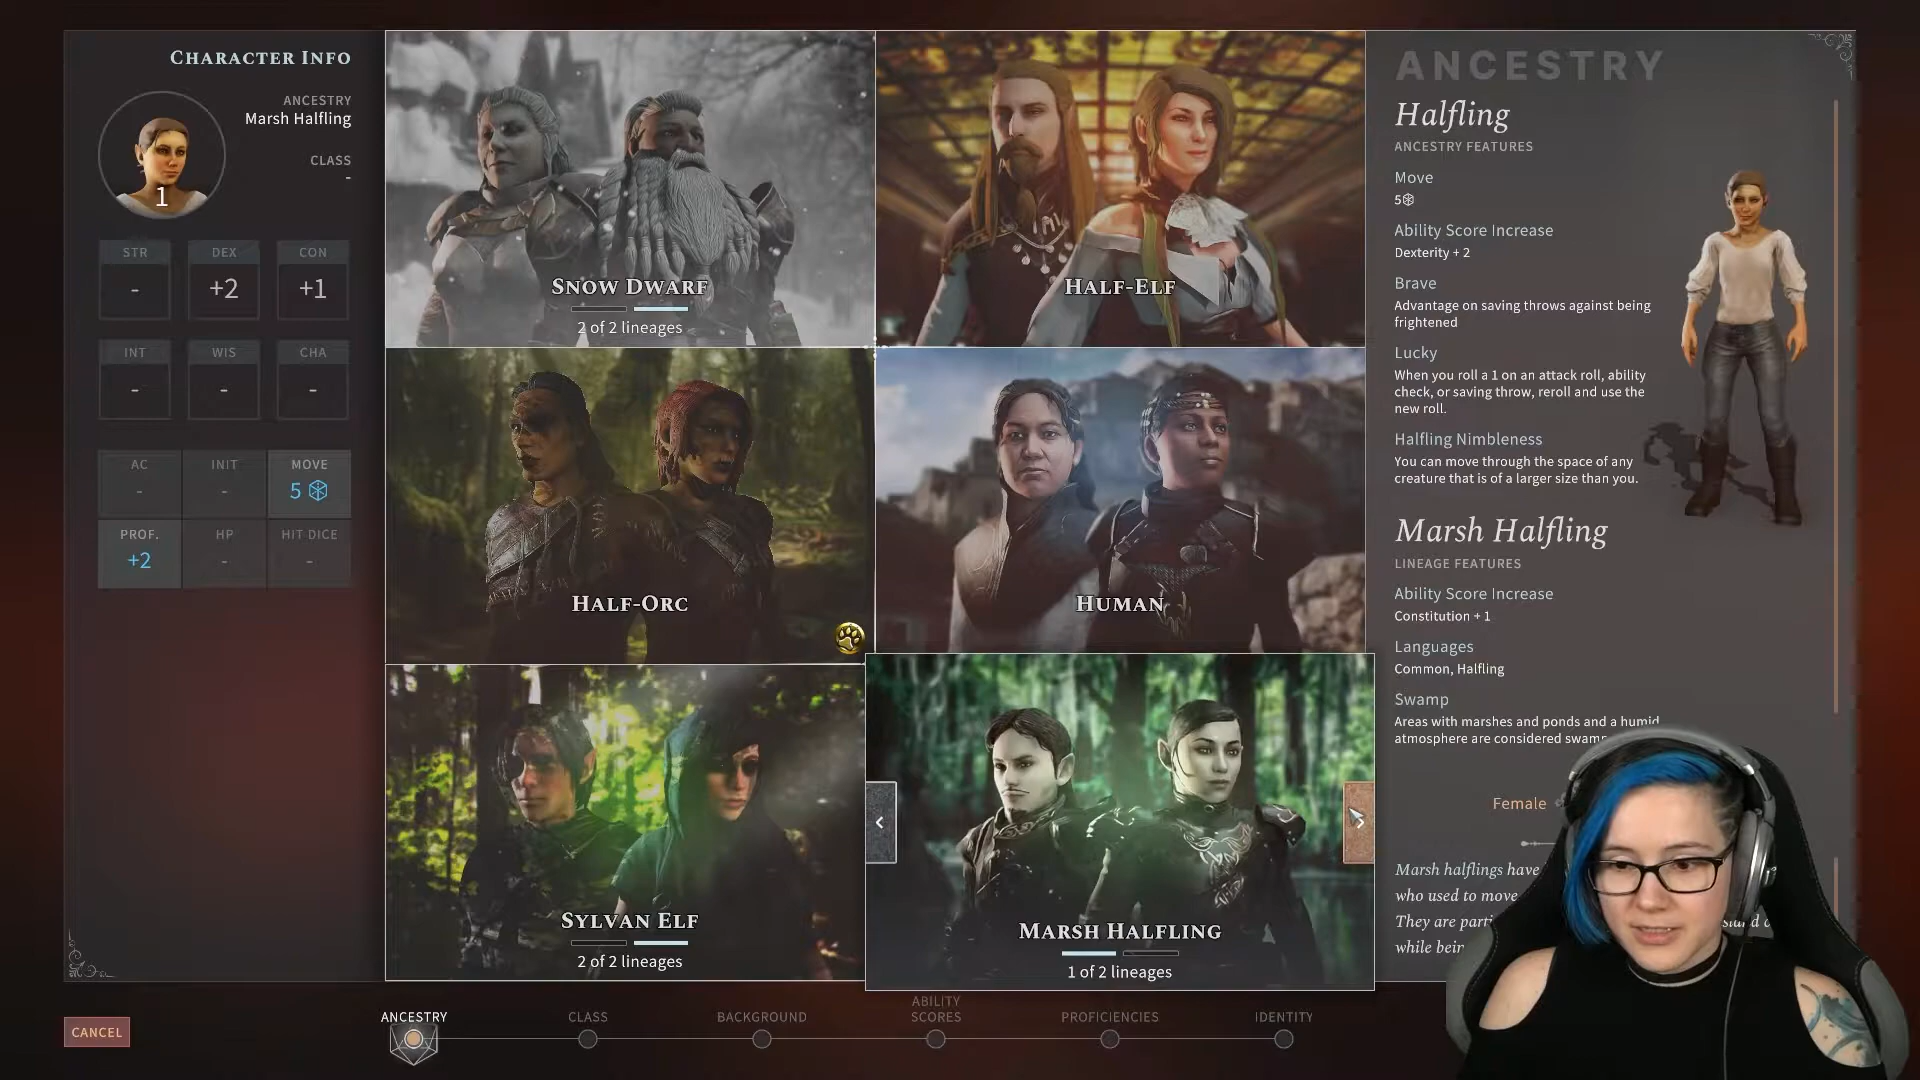 CHARACTER INFO
ANCESTRY
Marsh Halfling
CLASS
-
1
STR
DEX
CON
-
+2
+1
INT
WIS
CHA
-
-
-
AC
INIT
MOVE
-
-
5
PROF.
HP
HIT DICE
+2
-
-
SNOW DWARF
2 of 2 lineages
HALF-ELF
HALF-ORC
HUMAN
SYLVAN ELF
2 of 2 lineages
MARSH HALFLING
1 of 2 lineages
ANCESTRY
Halfling
ANCESTRY FEATURES
Move
5
Ability Score Increase
Dexterity + 2
Brave
Advantage on saving throws against being
frightened
Lucky
When you roll a 1 on an attack roll, ability
check, or saving throw, reroll and use the
new roll.
Halfling Nimbleness
You can move through the space of any
creature that is of a larger size than you.
Marsh Halfling
LINEAGE FEATURES
Ability Score Increase
Constitution + 1
Languages
Common, Halfling
Swamp
Areas with marshes and ponds and a humid
atmosphere are considered
Female
Marsh halflings have
who used to move
They are
while
CANCEL
ANCESTRY
CLASS
BACKGROUND
ABILITY
SCORES
PROFICIENCIES
IDENTITY